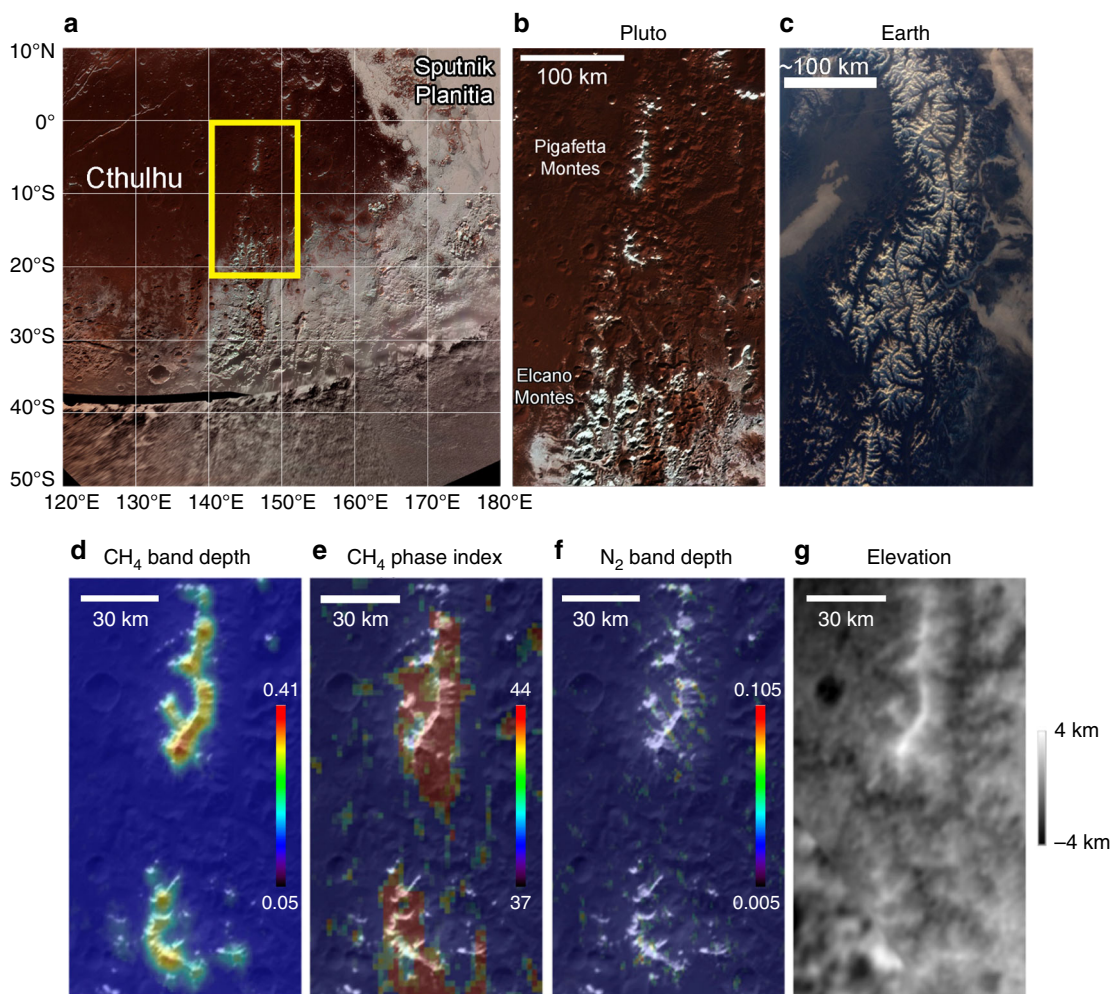 a
10°N
0°
10°S
20°S
30°S
40°S
50°S
120°E 130°E 140°E 150°E 160°E 170°E 180°E
Sputnik
Planitia
Cthulhu
b Pluto
100 km
Pigafetta
Montes
Elcano
Montes
c Earth
~100 km
d CH₄ band depth
30 km
0.41
0.05
e CH₄ phase index
30 km
44
37
f N₂ band depth
30 km
0.105
0.005
g Elevation
30 km
4 km
–4 km